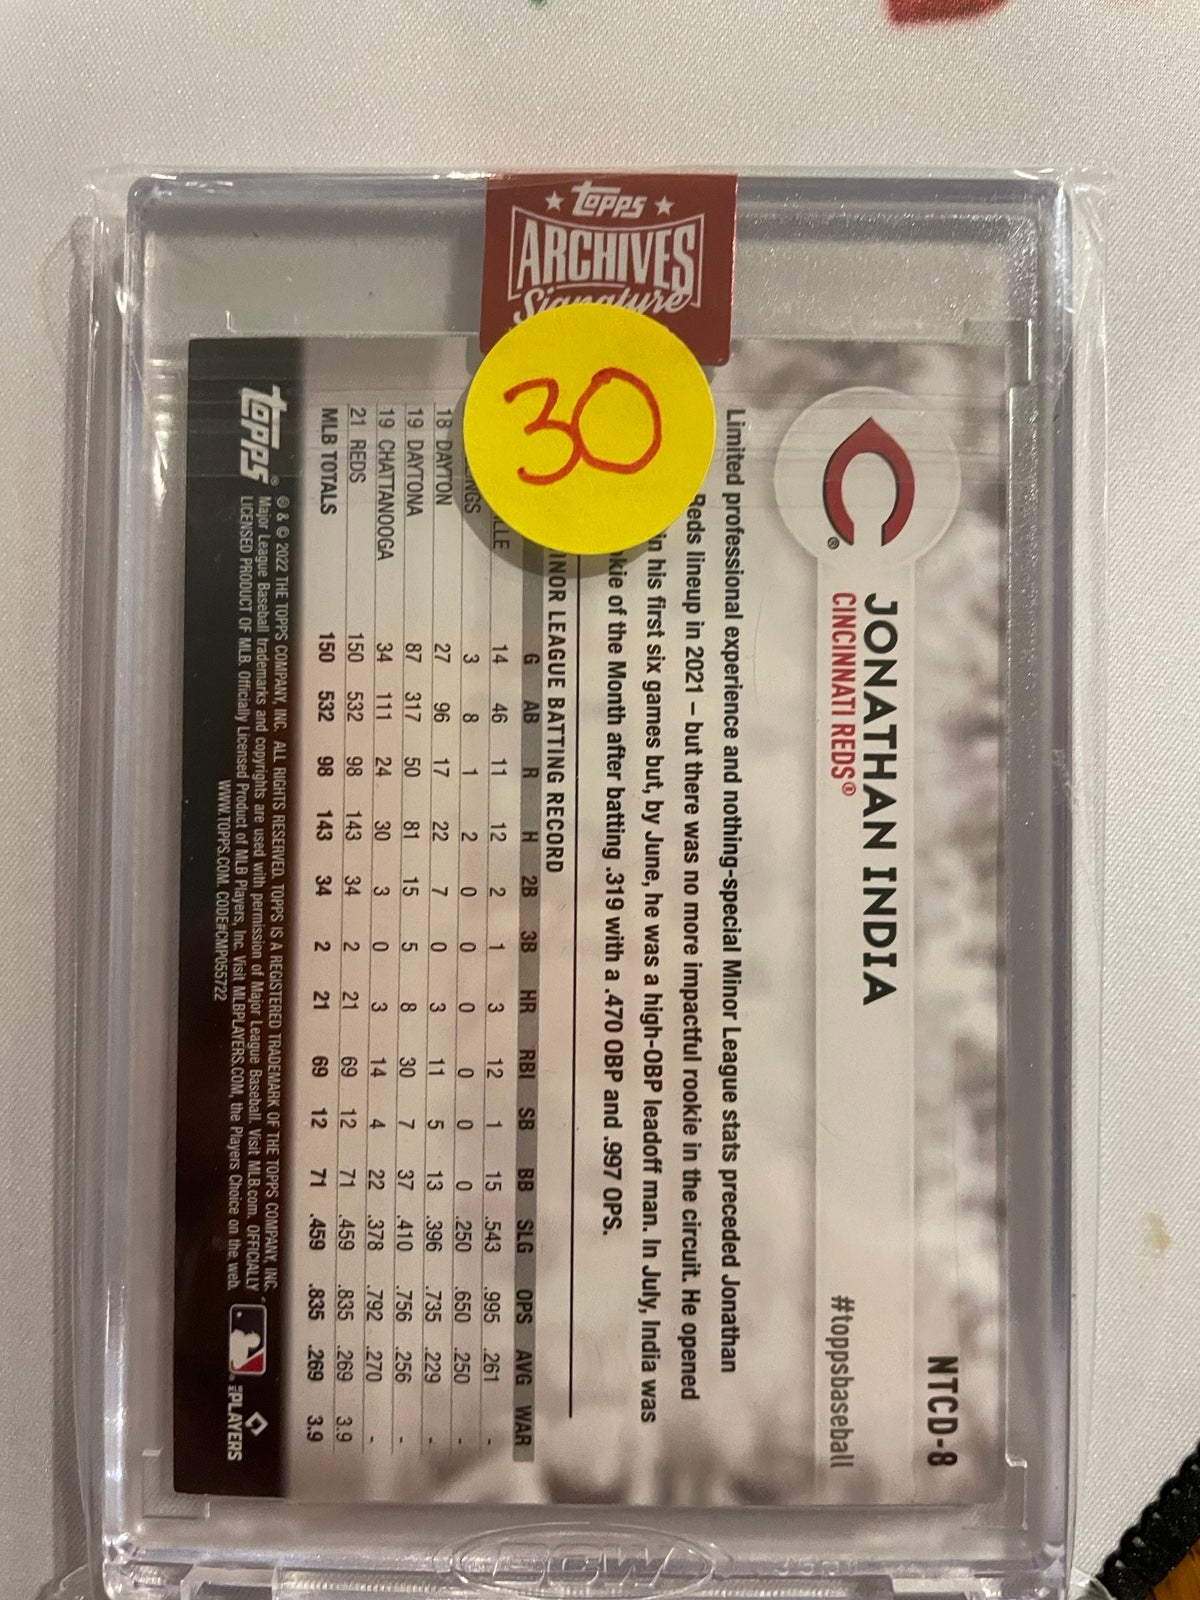 TOPPS
ARCHIVES
Signature
30
NTCD-8
JONATHAN INDIA
CINCINNATI REDS®
#toppsbaseball
Limited professional experience and nothing-special Minor League stats preceded Jonathan
Reds lineup in 2021 – but there was no more impactful rookie in the circuit. He opened
in his first six games but, by June, he was a high-OBP leadoff man. In July, India was
kie of the Month after batting .319 with a .470 OBP and .997 OPS.
NOR LEAGUE BATTING RECORD
G AB R H 2B 3B HR RBI SB BB SLG OPS AVG WAR
LLE 14 46 11 12 2 1 3 12 1 15 .543 .995 .261 -
NGS 3 8 1 2 0 0 0 0 0 0 .250 .650 .250 -
18 DAYTON 27 96 17 22 7 0 3 11 5 13 .396 .735 .229 -
19 DAYTONA 87 317 50 81 15 5 8 30 7 37 .410 .756 .256 -
19 CHATTANOOGA 34 111 24 30 3 0 3 14 4 22 .378 .792 .270 -
21 REDS 150 532 98 143 34 2 21 69 12 71 .459 .835 .269 3.9
MLB TOTALS 150 532 98 143 34 2 21 69 12 71 .459 .835 .269 3.9
TOPPS®
® & © 2022 THE TOPPS COMPANY, INC. ALL RIGHTS RESERVED. TOPPS IS A REGISTERED TRADEMARK OF THE TOPPS COMPANY, INC.
Major League Baseball trademarks and copyrights are used with permission of Major League Baseball. Visit MLB.com. OFFICIALLY
LICENSED PRODUCT OF MLB. Officially Licensed Product of MLB Players, Inc. Visit MLBPLAYERS.COM, the Players Choice on the web.
WWW.TOPPS.COM. CODE#CMP055722
MLB PLAYERS
BCW